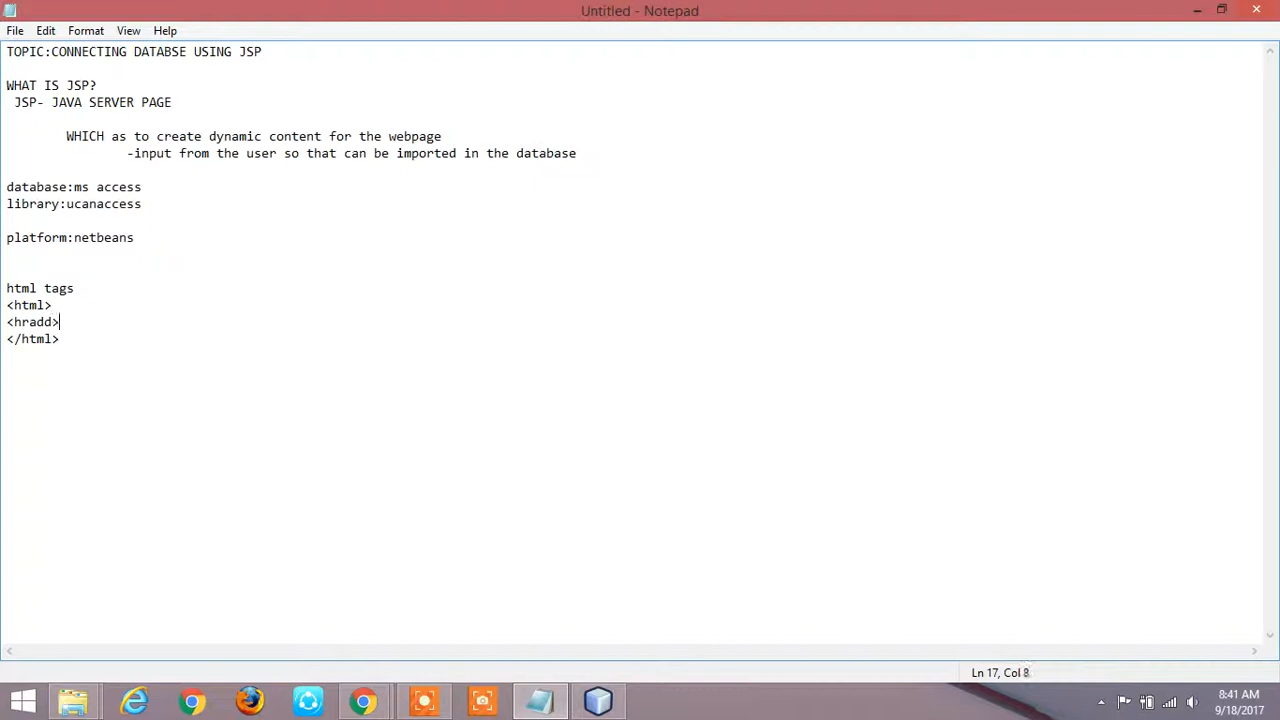 Untitled - Notepad
File Edit Format View Help
TOPIC:CONNECTING DATABSE USING JSP
WHAT IS JSP?
JSP- JAVA SERVER PAGE
WHICH as to create dynamic content for the webpage
-input from the user so that can be imported in the database
database:ms access
library:ucanaccess
platform:netbeans
html tags
<html>
<hradd>
</html>
Ln 17, Col 8
8:41 AM
9/18/2017